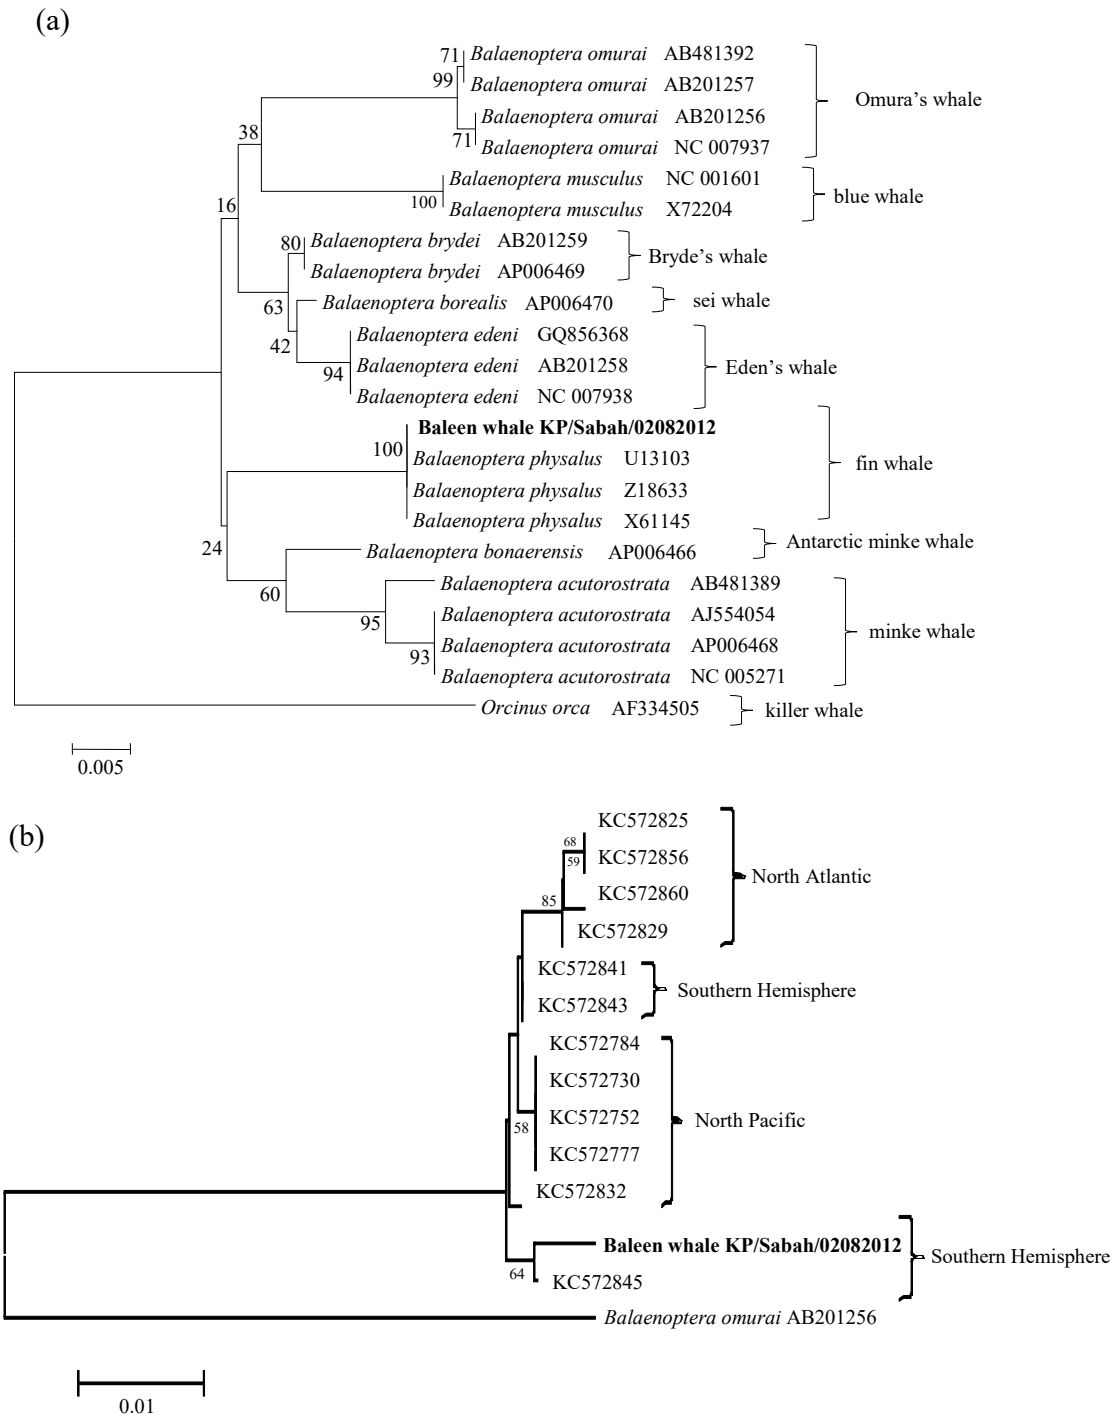 (a)
71
Balaenoptera omurai AB481392
99
Balaenoptera omurai AB201257
Omura's whale
Balaenoptera omurai AB201256
38
71
Balaenoptera omurai NC 007937
Balaenoptera musculus NC 001601
blue whale
100
Balaenoptera musculus X72204
16
80
Balaenoptera brydei AB201259
Bryde's whale
Balaenoptera brydei AP006469
63
Balaenoptera borealis AP006470
sei whale
42
Balaenoptera edeni GQ856368
Balaenoptera edeni AB201258
Eden's whale
94
Balaenoptera edeni NC 007938
Baleen whale KP/Sabah/02082012
100
Balaenoptera physalus U13103
fin whale
Balaenoptera physalus Z18633
Balaenoptera physalus X61145
24
Balaenoptera bonaerensis AP006466
Antarctic minke whale
60
Balaenoptera acutorostrata AB481389
95
Balaenoptera acutorostrata AJ554054
minke whale
Balaenoptera acutorostrata AP006468
93
Balaenoptera acutorostrata NC 005271
Orcinus orca AF334505
killer whale
0.005
(b)
KC572825
68
KC572856
59
North Atlantic
KC572860
85
KC572829
KC572841
Southern Hemisphere
KC572843
KC572784
KC572730
KC572752
North Pacific
58
KC572777
KC572832
Baleen whale KP/Sabah/02082012
Southern Hemisphere
64
KC572845
Balaenoptera omurai AB201256
0.01